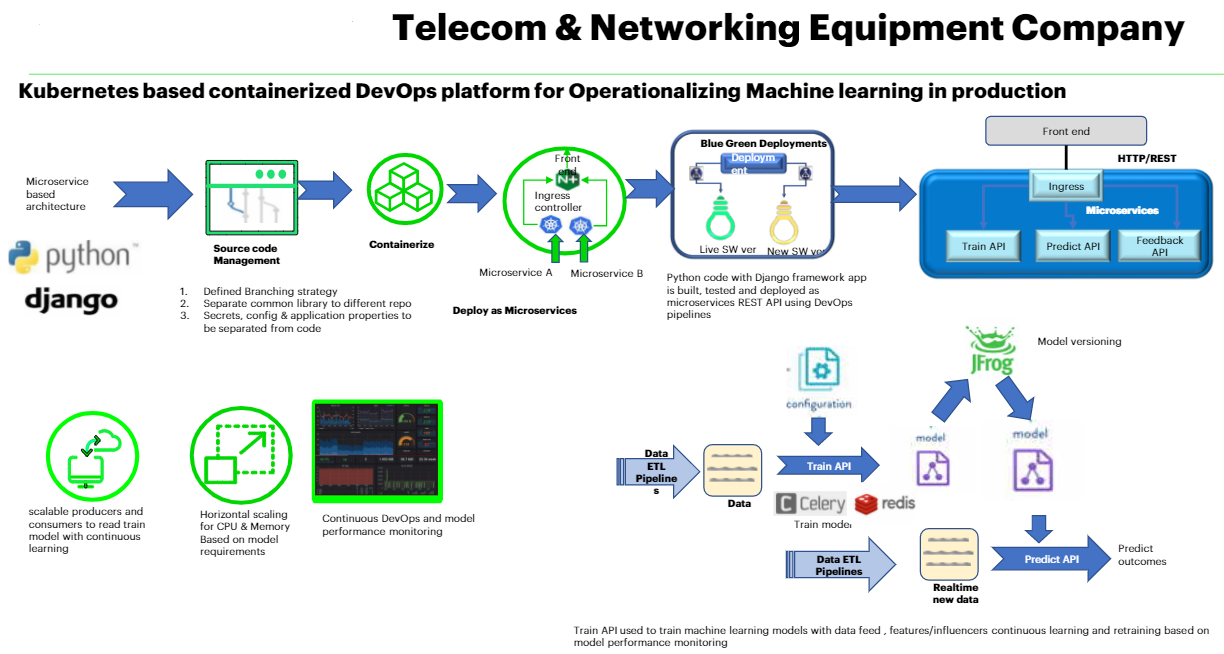 Telecom & Networking Equipment Company
Kubernetes based containerized DevOps platform for Operationalizing Machine learning in production
Microservice
based
architecture
python™
django
Source code
Management
1. Defined Branching strategy
2. Separate common library to different repo
3. Secrets, config & application properties to
be separated from code
Containerize
Front
end
Ingress
controller
Microservice A
Microservice B
Deploy as Microservices
Blue Green Deployments
Deploym
ent
Live SW ver
New SW ver
Python code with Django framework app
is built, tested and deployed as
microservices REST API using DevOps
pipelines
Front end
HTTP/REST
Ingress
Microservices
Train API
Predict API
Feedback
API
JFrog
Model versioning
configuration
model
model
Data
ETL
Pipeline
s
Data
Train API
Celery
redis
Train model
Data ETL
Pipelines
Realtime
new data
Predict API
Predict
outcomes
scalable producers and
consumers to read train
model with continuous
learning
Horizontal scaling
for CPU & Memory
Based on model
requirements
Continuous DevOps and model
performance monitoring
Train API used to train machine learning models with data feed , features/influencers continuous learning and retraining based on
model performance monitoring